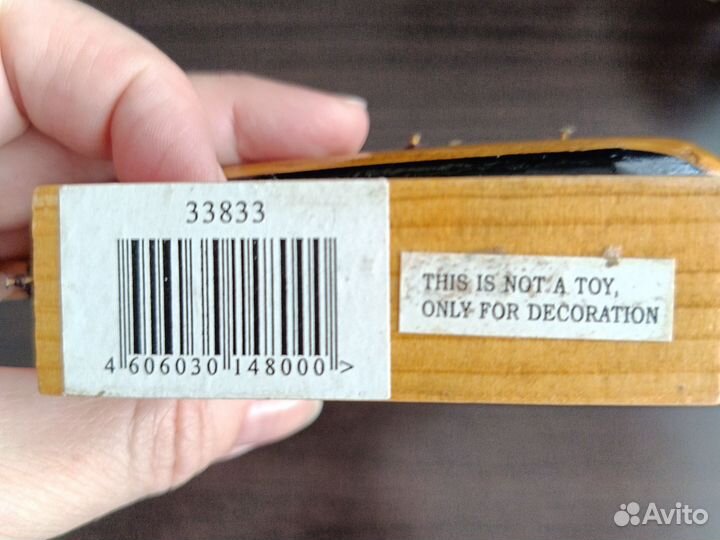 33833
4 606030 148000 >
THIS IS NOT A TOY,
ONLY FOR DECORATION
Avito